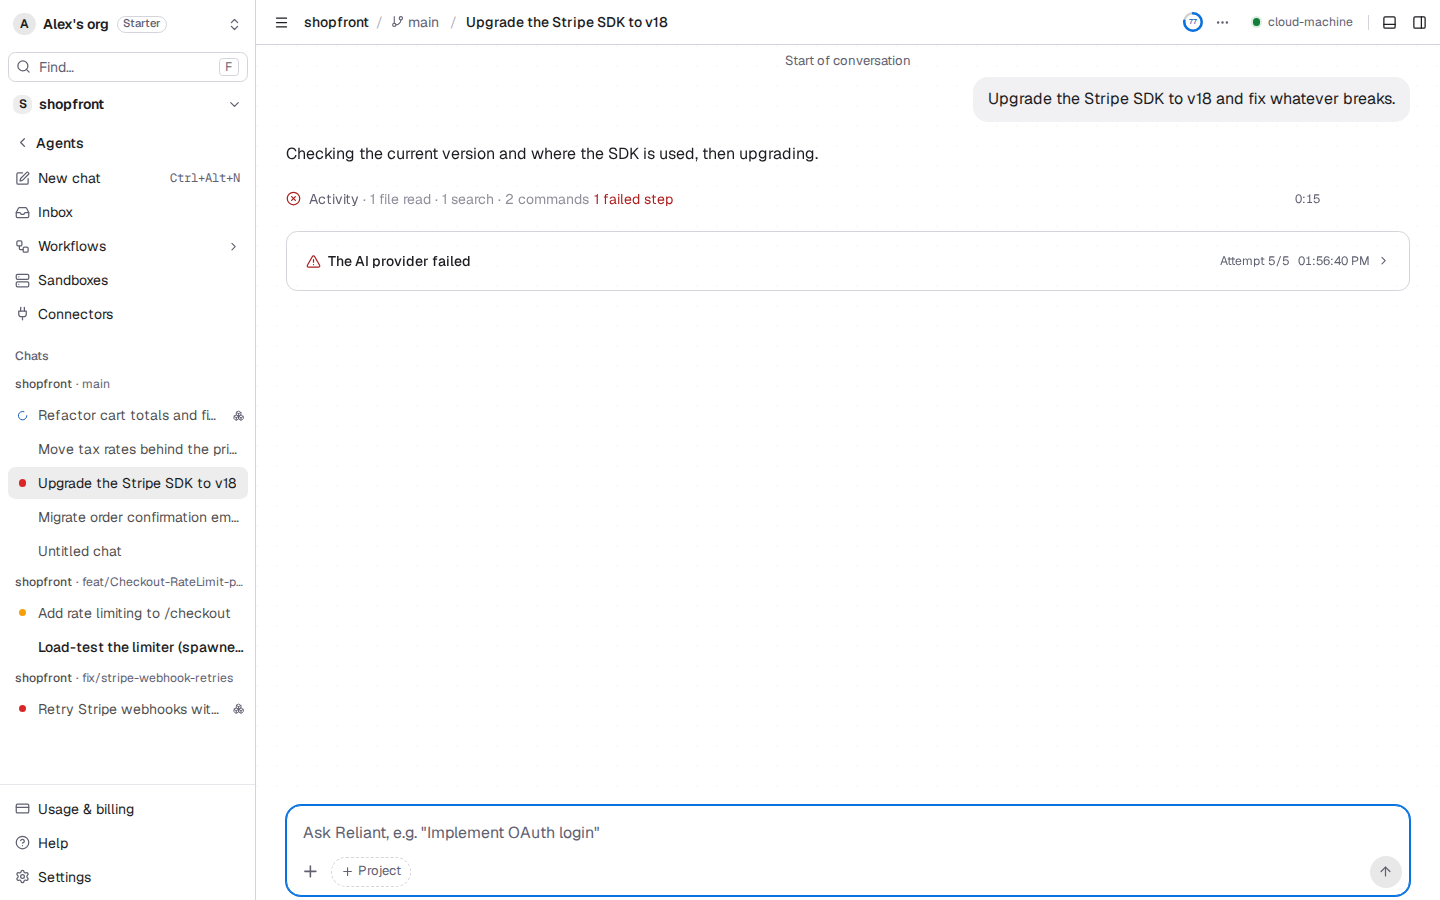 A Alex's org Starter
Find... F
S shopfront
Agents
New chat Ctrl+Alt+N
Inbox
Workflows
Sandboxes
Connectors
Chats
shopfront · main
Refactor cart totals and fi...
Move tax rates behind the pri...
Upgrade the Stripe SDK to v18
Migrate order confirmation em...
Untitled chat
shopfront · feat/Checkout-RateLimit-p...
Add rate limiting to /checkout
Load-test the limiter (spawne...
shopfront · fix/stripe-webhook-retries
Retry Stripe webhooks wit...
Usage & billing
Help
Settings
shopfront / main / Upgrade the Stripe SDK to v18
77 cloud-machine
Start of conversation
Upgrade the Stripe SDK to v18 and fix whatever breaks.
Checking the current version and where the SDK is used, then upgrading.
Activity · 1 file read · 1 search · 2 commands 1 failed step 0:15
The AI provider failed Attempt 5/5 01:56:40 PM
Ask Reliant, e.g. "Implement OAuth login"
Project